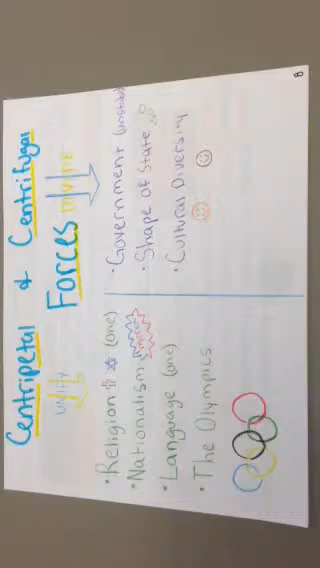 Centripetal & Centrifugal
Forces
UNIFY
DIVIDE
• Religion (one)
• Nationalism
• Language (one)
• The Olympics
• Government
• Shape of State
• Cultural Diversity
8